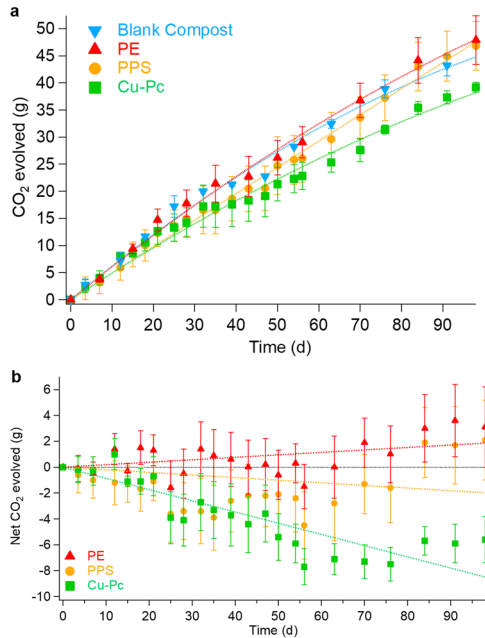 a
Blank Compost
PE
PPS
Cu-Pc
CO2 evolved (g)
50
45
40
35
30
25
20
15
10
5
0
0 10 20 30 40 50 60 70 80 90
Time (d)
b
Net CO2 evolved (g)
6
4
2
0
-2
-4
-6
-8
-10
PE
PPS
Cu-Pc
0 10 20 30 40 50 60 70 80 90
Time (d)